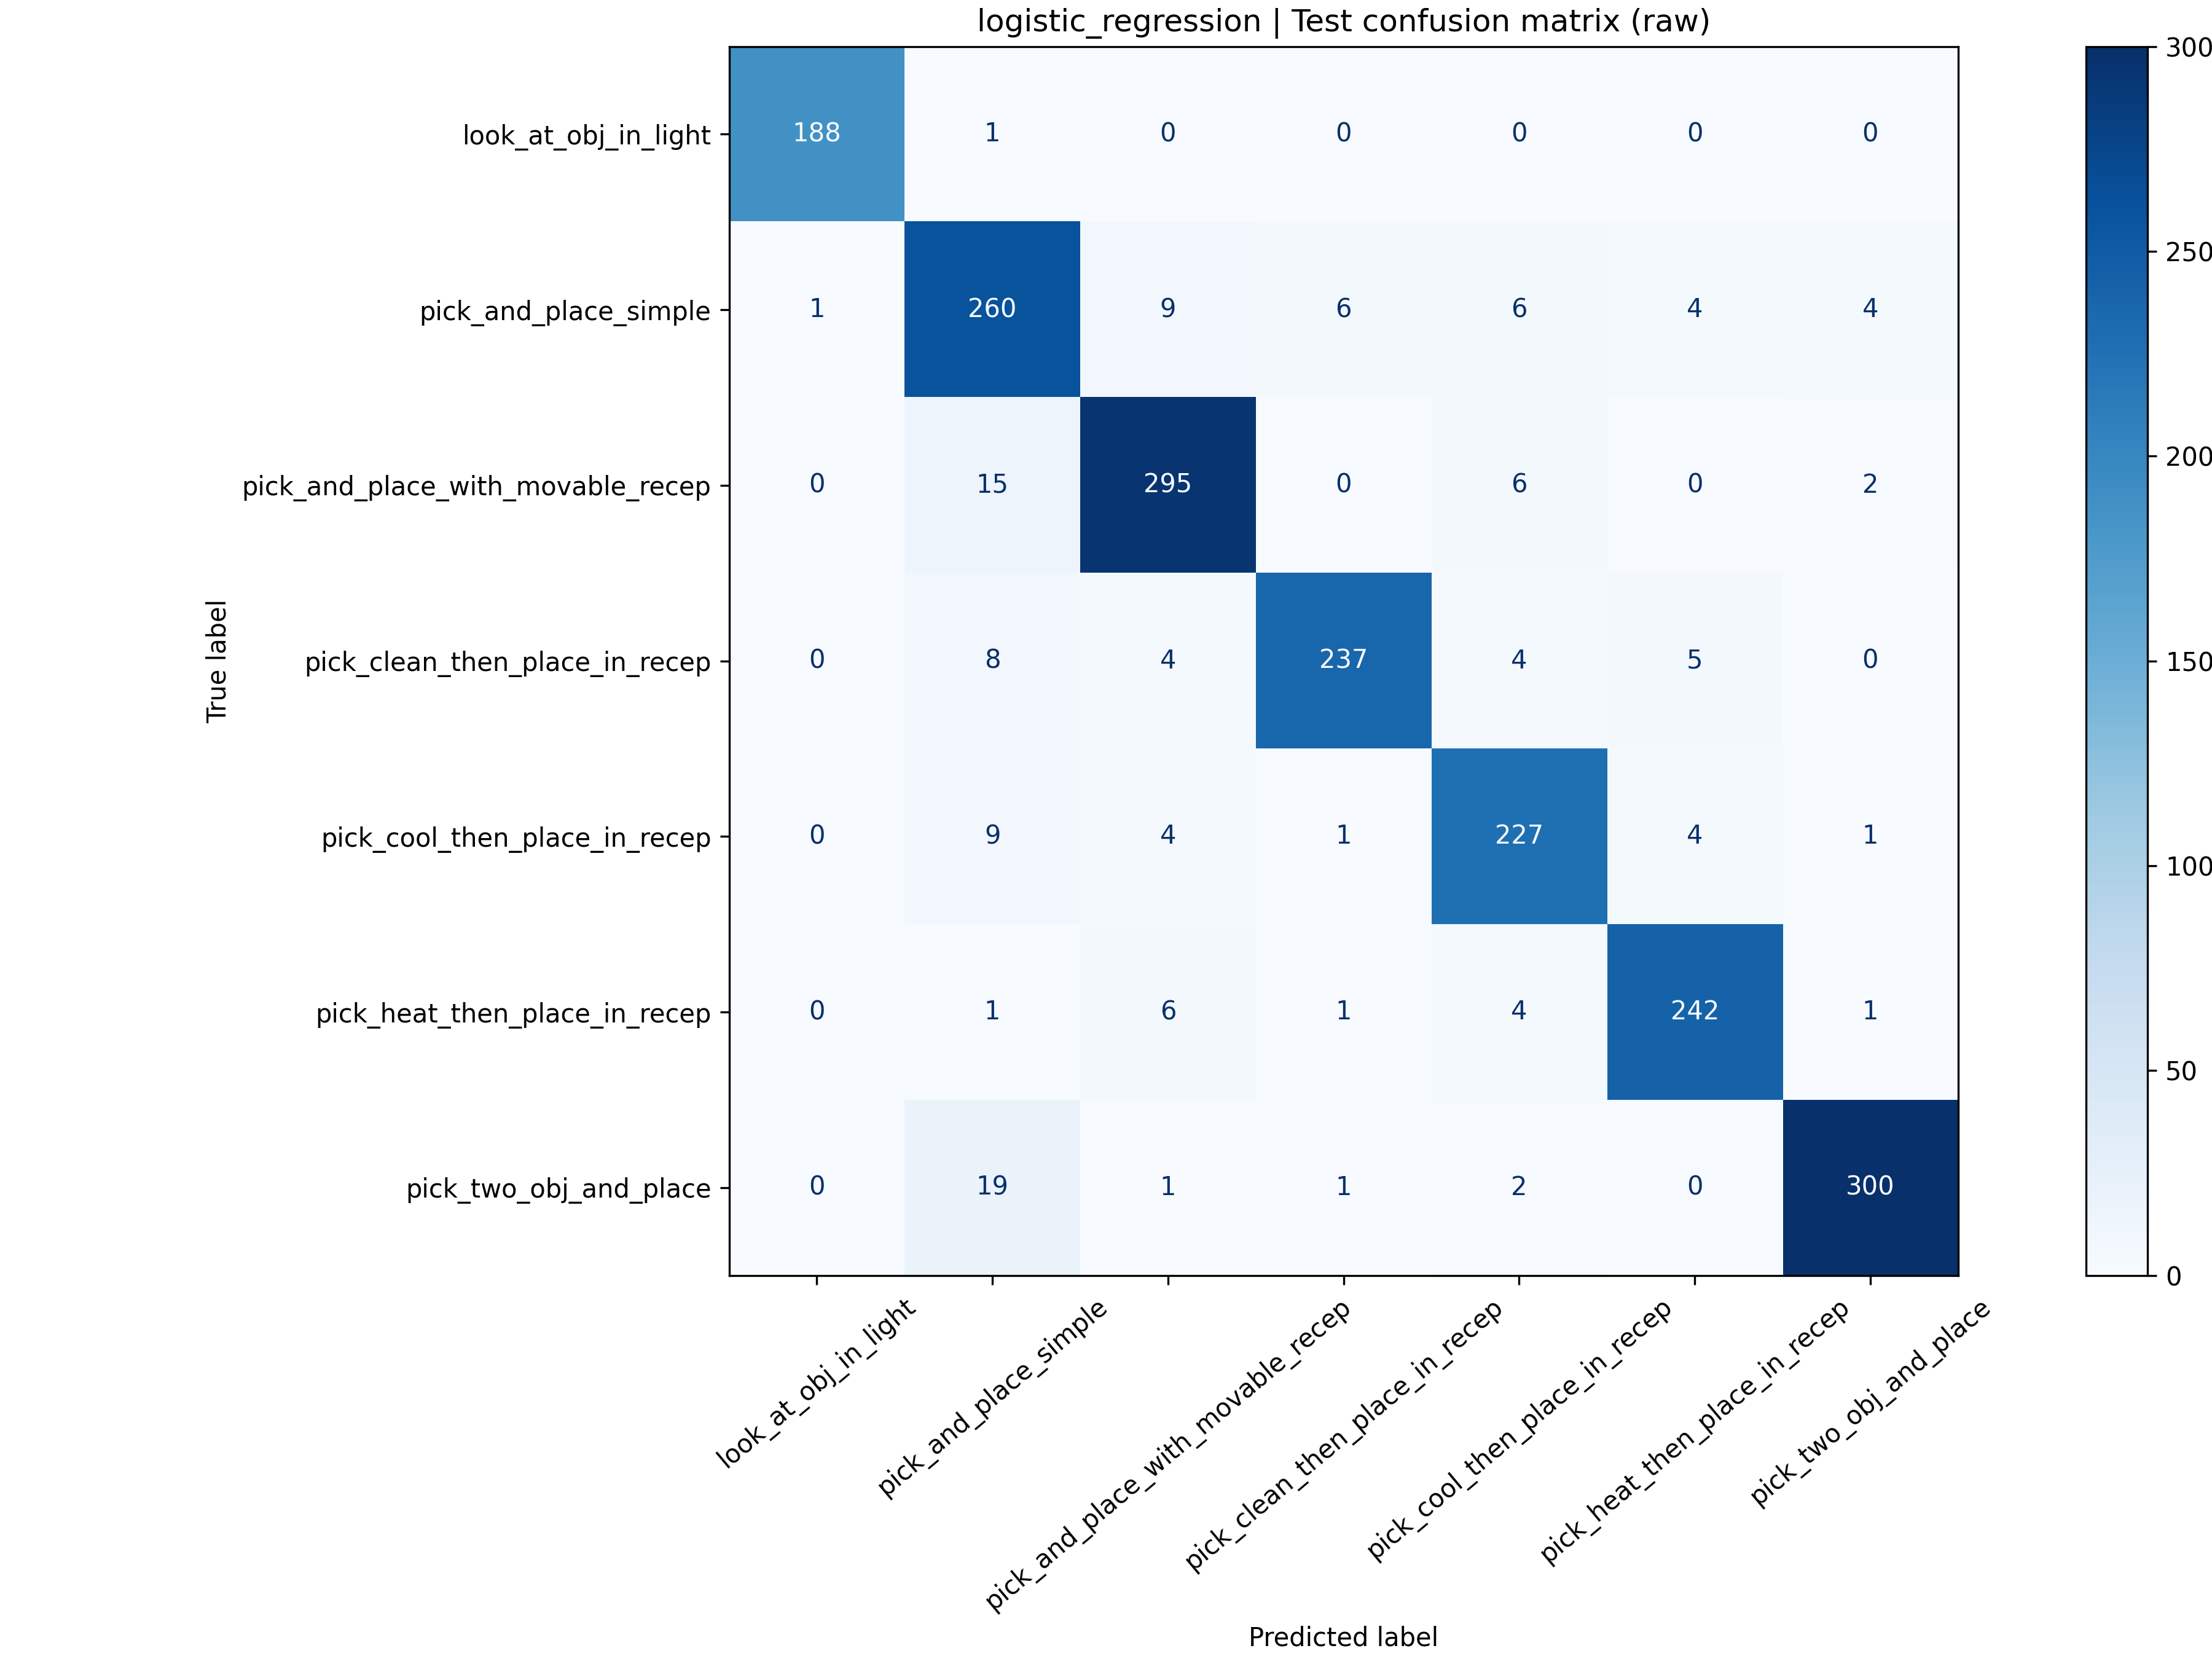 logistic_regression | Test confusion matrix (raw)
look_at_obj_in_light 188 1 0 0 0 0 0
pick_and_place_simple 1 260 9 6 6 4 4
pick_and_place_with_movable_recep 0 15 295 0 6 0 2
pick_clean_then_place_in_recep 0 8 4 237 4 5 0
pick_cool_then_place_in_recep 0 9 4 1 227 4 1
pick_heat_then_place_in_recep 0 1 6 1 4 242 1
pick_two_obj_and_place 0 19 1 1 2 0 300
True label
look_at_obj_in_light
pick_and_place_simple
pick_and_place_with_movable_recep
pick_clean_then_place_in_recep
pick_cool_then_place_in_recep
pick_heat_then_place_in_recep
pick_two_obj_and_place
Predicted label
300
250
200
150
100
50
0